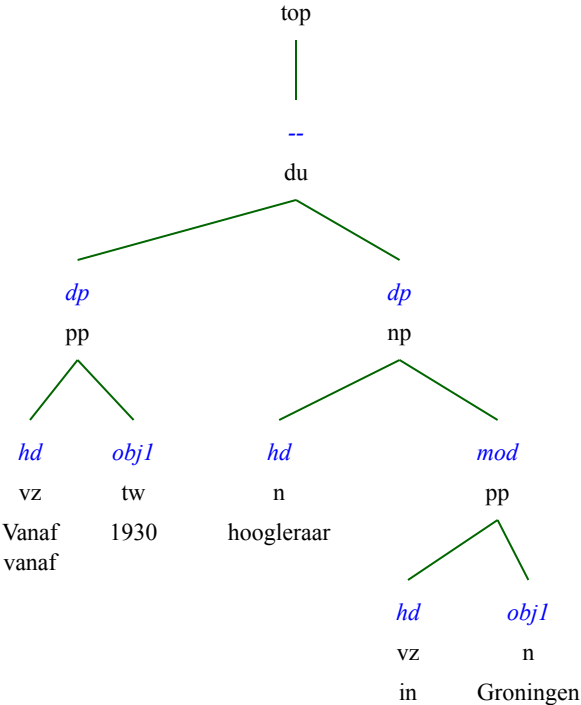 top
--
du
dp dp
pp np
hd obj1 hd mod
vz tw n pp
Vanaf 1930 hoogleraar
vanaf
hd obj1
vz n
in Groningen